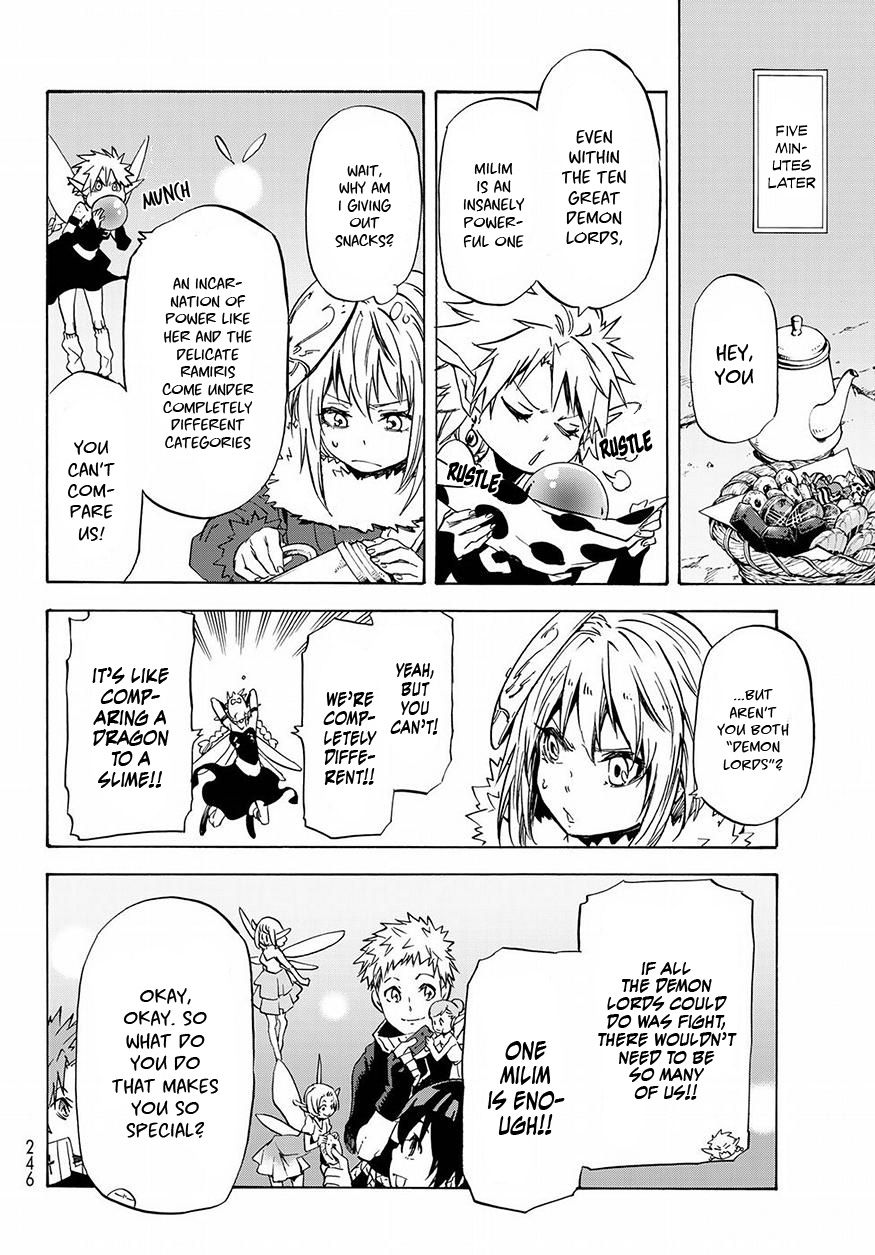 FIVE
MIN-
UTES
LATER
HEY,
YOU
EVEN
WITHIN
THE TEN
GREAT
DEMON
LORDS,
MILIM
IS AN
INSANELY
POWER-
FUL ONE
RUSTLE
RUSTLE
WAIT,
WHY AM
I GIVING
OUT
SNACKS?
MUNCH
AN INCAR-
NATION OF
POWER LIKE
HER AND THE
DELICATE
RAMIRIS
COME UNDER
COMPLETELY
DIFFERENT
CATEGORIES
YOU
CAN'T
COM-
PARE
US!
...BUT
AREN'T
YOU BOTH
"DEMON
LORDS"?
YEAH,
BUT
YOU
CAN'T!
WE'RE
COMP-
LETELY
DIFFE-
RENT!!
IT'S LIKE
COMP-
ARING A
DRAGON
TO A
SLIME!!
IF ALL
THE DEMON
LORDS COULD
DO WAS FIGHT,
THERE WOULDN'T
NEED TO BE
SO MANY
OF US!!
ONE
MILIM
IS ENO-
UGH!!
OKAY,
OKAY. SO
WHAT DO
YOU DO
THAT MAKES
YOU SO
SPECIAL?
246